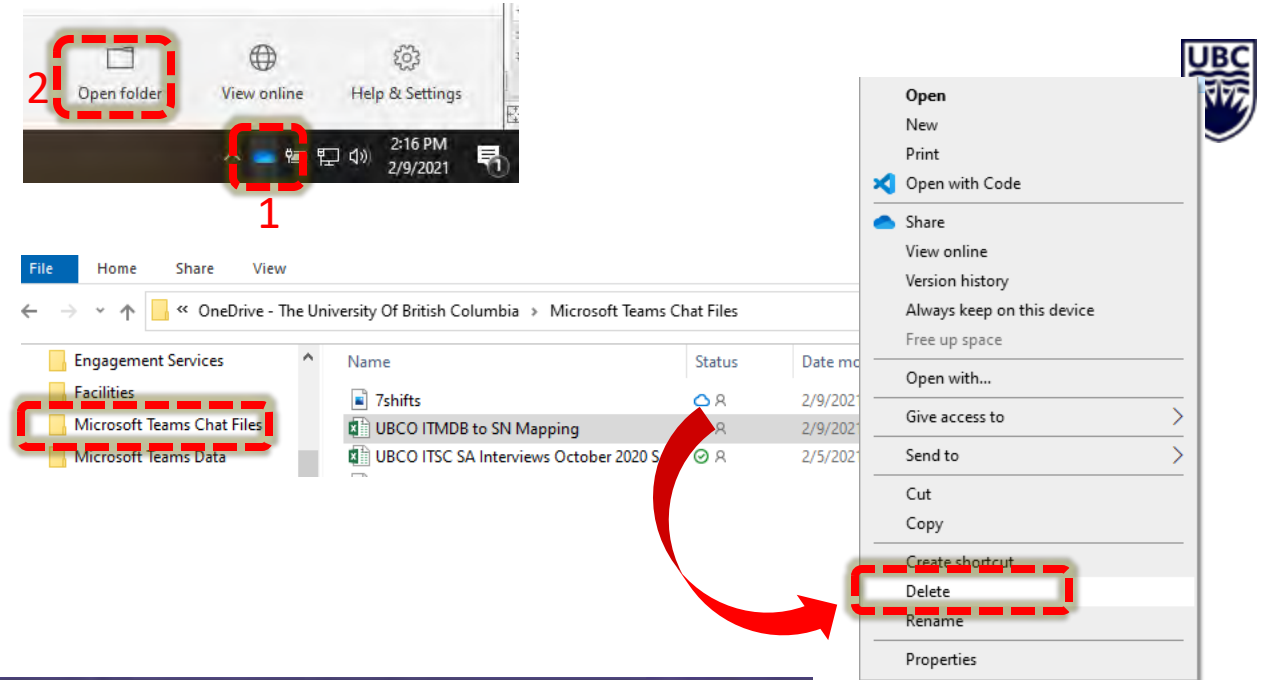 2
Open folder
View online
Help & Settings
2:16 PM
2/9/2021
1
1
UBC
File Home Share View
« OneDrive - The University Of British Columbia > Microsoft Teams Chat Files
Engagement Services
Facilities
Microsoft Teams Chat Files
Microsoft Teams Data
Name Status Date mo
7shifts 2/9/2021
UBCO ITMDB to SN Mapping 2/9/2021
UBCO ITSC SA Interviews October 2020 S 2/5/202
Open
New
Print
Open with Code
Share
View online
Version history
Always keep on this device
Free up space
Open with...
Give access to
Send to
Cut
Copy
Create shortcut
Delete
Rename
Properties